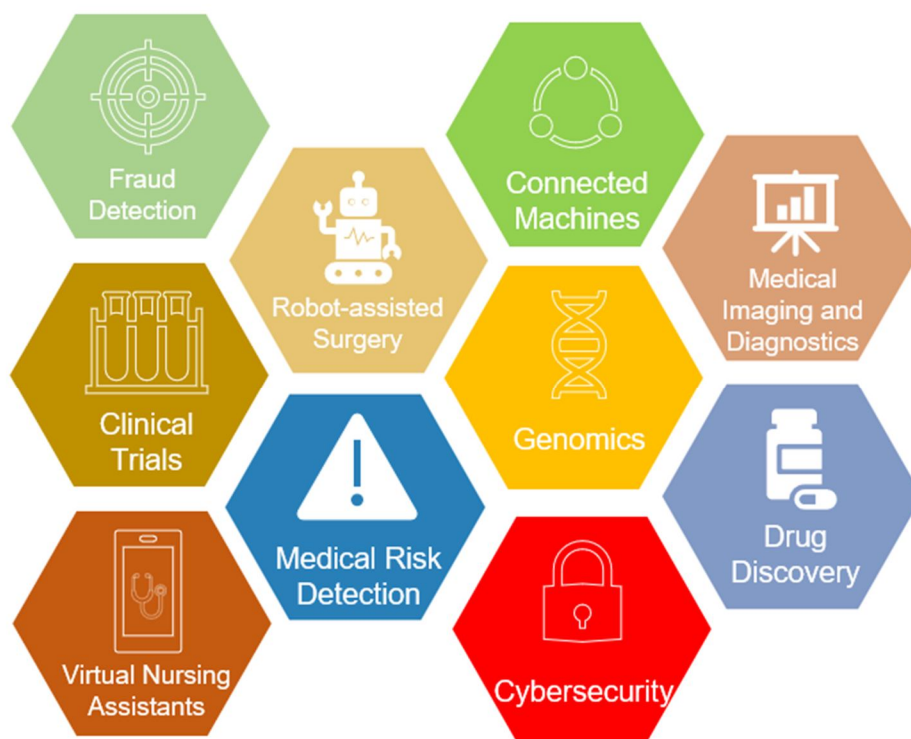 Fraud
Detection
Connected
Machines
Robot-assisted
Surgery
Medical
Imaging and
Diagnostics
Clinical
Trials
Genomics
Medical Risk
Detection
Drug
Discovery
Virtual Nursing
Assistants
Cybersecurity